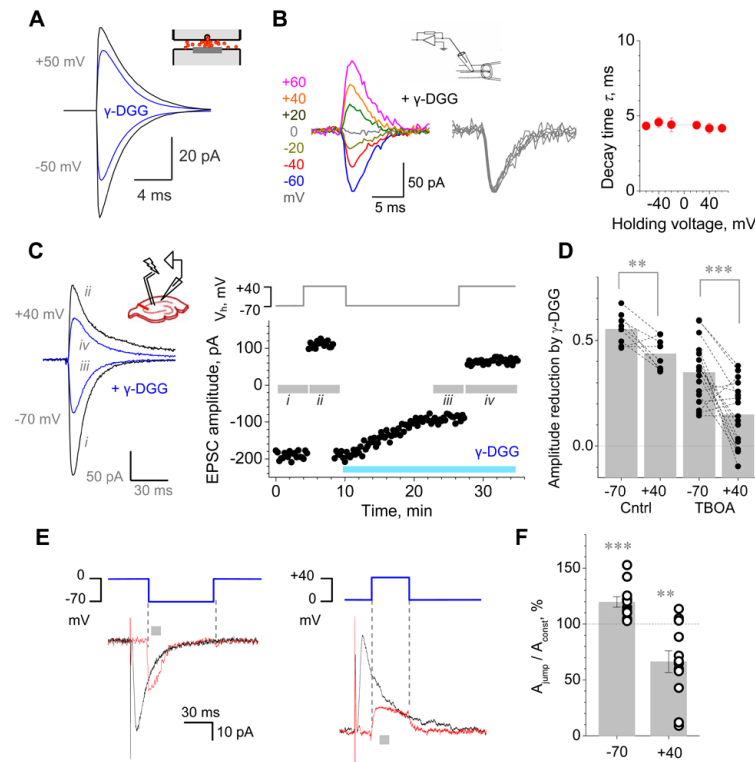 A
+50 mV
γ-DGG
-50 mV
20 pA
4 ms
B
+60
+40
+20
0
-20
-40
-60
mV
+ γ-DGG
50 pA
5 ms
10
5
0
Decay time τ, ms
-40
0
40
Holding voltage, mV
C
+40 mV
ii
iv
iii
+ γ-DGG
-70 mV
i
50 pA
30 ms
Vh, pA
+40
-70
EPSC amplitude, pA
100
0
-100
-200
i
ii
iii
iv
γ-DGG
0
10
20
30
Time, min
D
**
***
Amplitude reduction by γ-DGG
0.5
0.0
-70
+40
-70
+40
Cntrl
TBOA
E
0
-70
mV
+40
0
mV
30 ms
10 pA
F
***
**
Ajump / Aconst, %
150
100
50
0
-70
+40